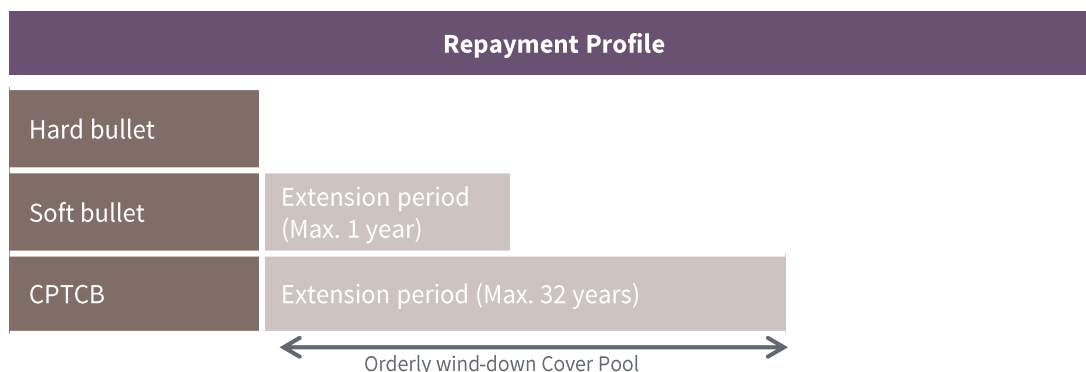 Repayment Profile
Hard bullet
Soft bullet
Extension period
(Max. 1 year)
CPTCB
Extension period (Max. 32 years)
Orderly wind-down Cover Pool